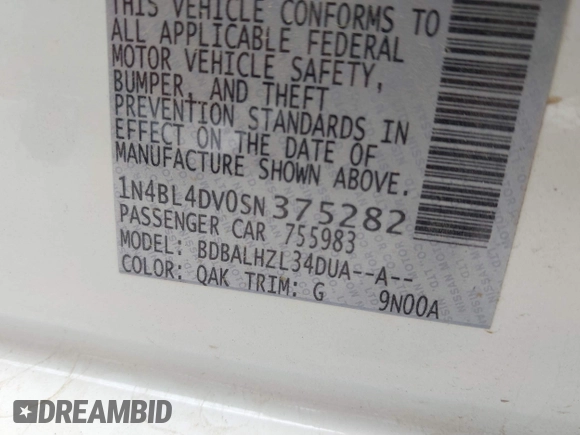 THIS VEHICLE CONFORMS TO
ALL APPLICABLE FEDERAL
MOTOR VEHICLE SAFETY,
BUMPER, AND THEFT
PREVENTION STANDARDS IN
EFFECT ON THE DATE OF
MANUFACTURE SHOWN ABOVE.
1N4BL4DV0SN375282
PASSENGER CAR 755983
MODEL: BDBALHZL34DUA--A--
COLOR: QAK TRIM: G 9N00A
DREAMBID